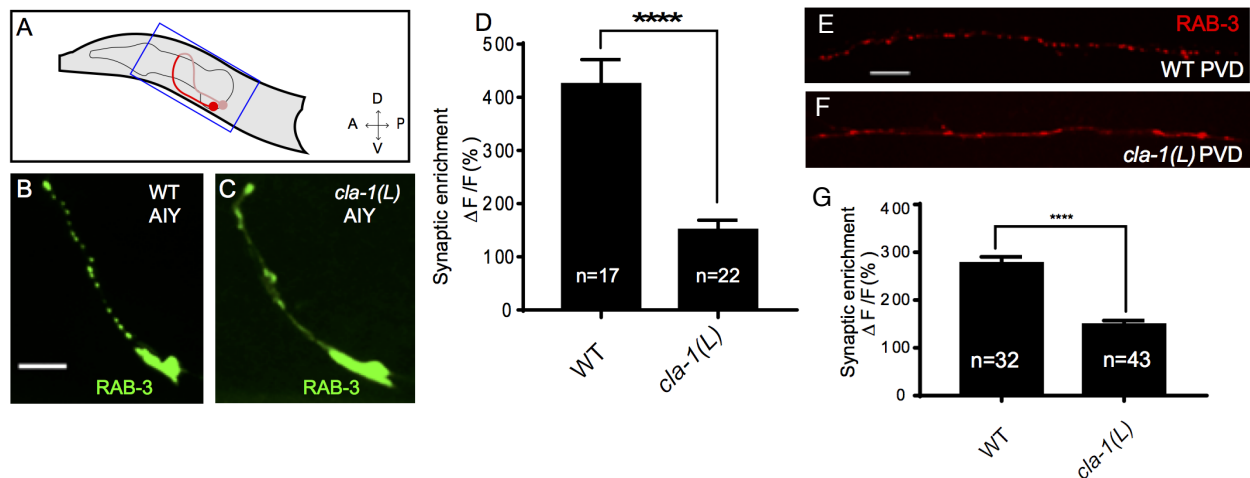 A
D
A P
V
B
WT
AIY
RAB-3
C
cla-1(L)
AIY
RAB-3
D
****
Synaptic enrichment
Δ F /F (%)
500
400
300
200
100
0
n=17
n=22
WT
cla-1(L)
E
RAB-3
WT PVD
F
cla-1(L) PVD
G
****
Synaptic enrichment
Δ F /F (%)
400
300
200
100
0
n=32
n=43
WT
cla-1(L)